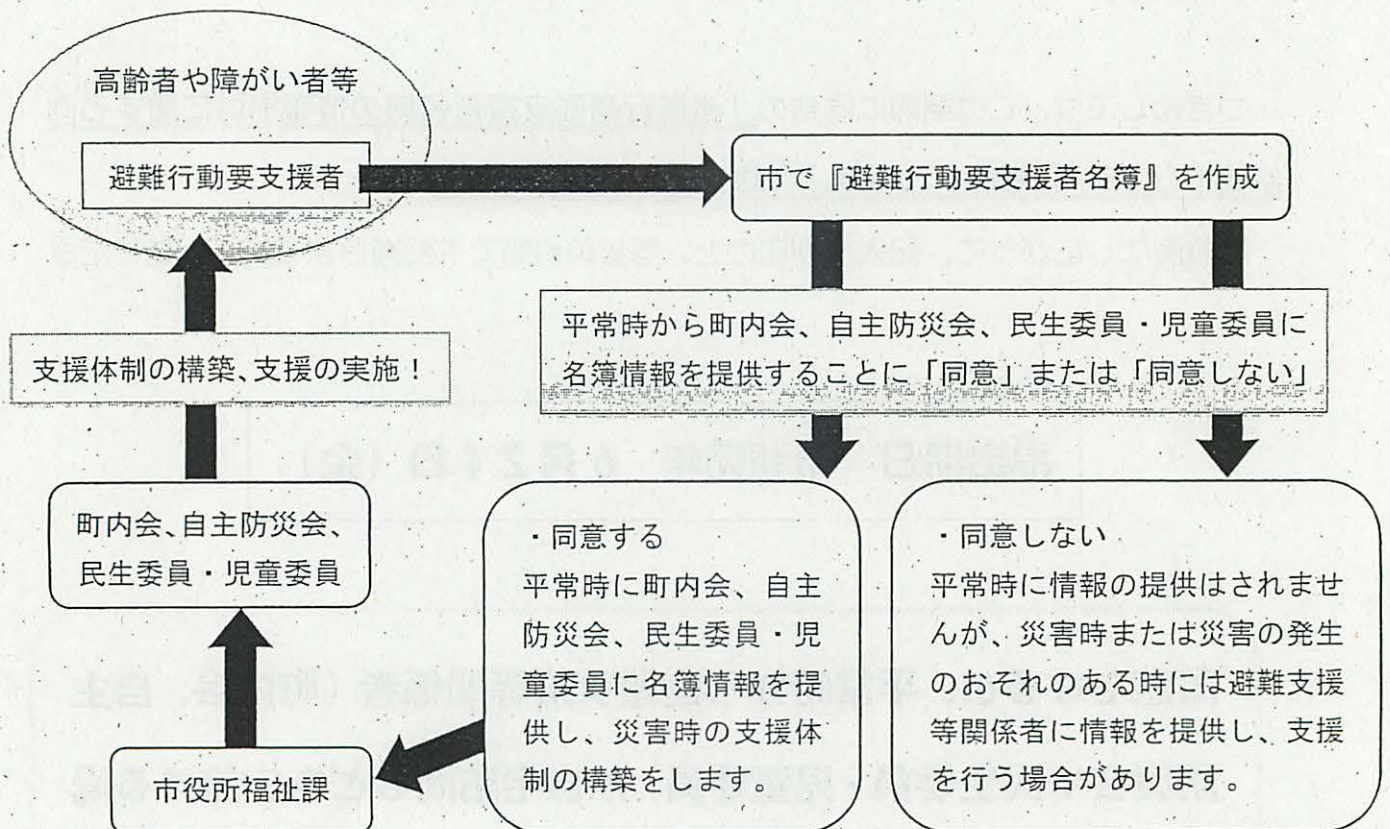 高齢者や障がい者等
避難行動要支援者
市で『避難行動要支援者名簿』を作成
平常時から町内会、自主防災会、民生委員・児童委員に
名簿情報を提供することに「同意」または「同意しない」
支援体制の構築、支援の実施！
町内会、自主防災会、
民生委員・児童委員
市役所福祉課
・同意する
平常時に町内会、自主
防災会、民生委員・児
童委員に名簿情報を提
供し、災害時の支援体
制の構築をします。
・同意しない
平常時に情報の提供はされませ
んが、災害時または災害の発生
のおそれのある時には避難支援
等関係者に情報を提供し、支援
を行う場合があります。